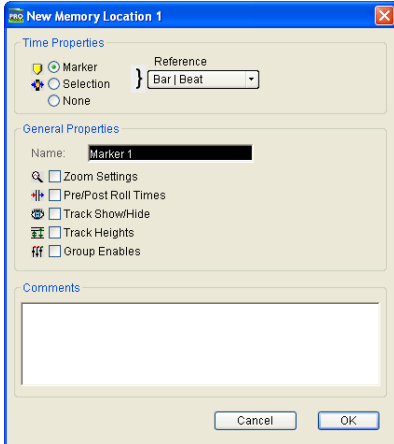 PRO New Memory Location 1
Time Properties
Reference
Marker
Bar|Beat
Selection
None
General Properties
Name: Marker 1
Zoom Settings
Pre/Post Roll Times
Track Show/Hide
Track Heights
Group Enables
Comments
Cancel OK